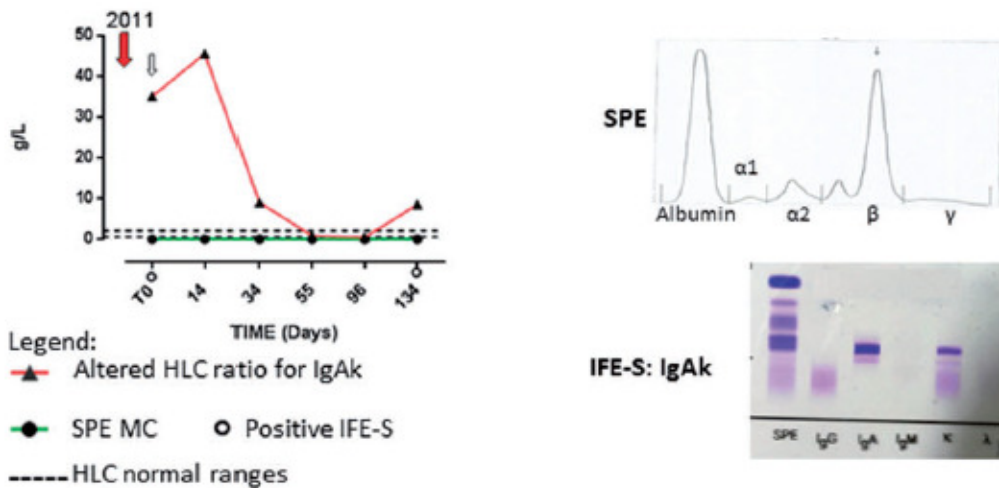 2011
g/L
50
40
30
20
10
0
T0
14
34
55
96
134
TIME (Days)
Legend:
Altered HLC ratio for IgAk
SPE MC
Positive IFE-S
HLC normal ranges
SPE
α1
Albumin
α2
β
γ
IFE-S: IgAk
SPE
IgG
IgA
IgM
K
λ